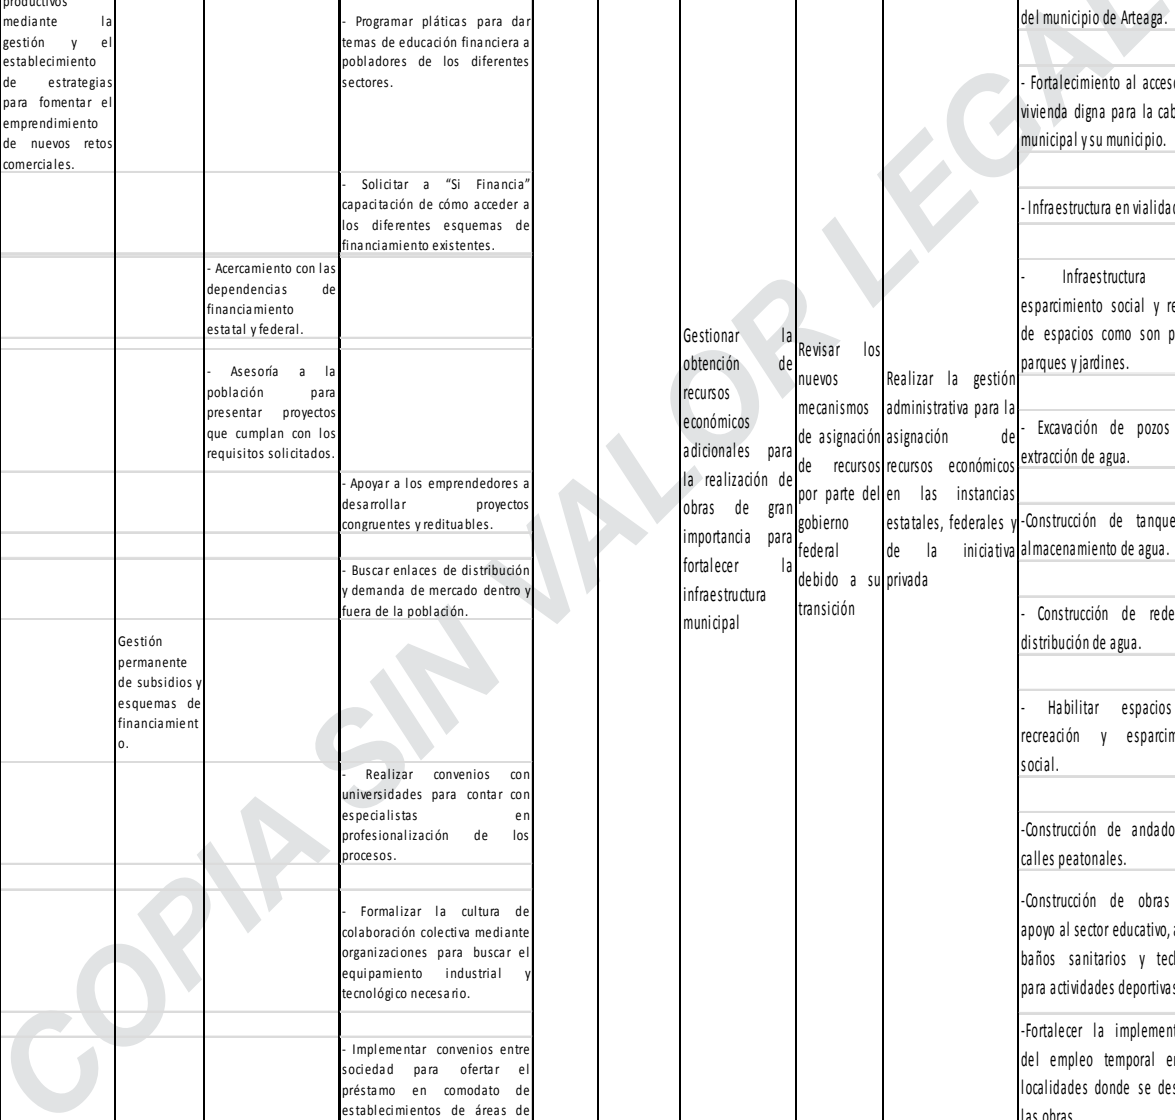 productivos
mediante la
gestión y el
establecimiento
de estrategias
para fomentar el
emprendimiento
de nuevos retos
comerciales.
Gestión
permanente
de subsidios y
esquemas de
financiamient
o.
- Acercamiento con las
dependencias de
financiamiento
estatal y federal.
- Asesoría a la
población para
presentar proyectos
que cumplan con los
requisitos solicitados.
- Programar pláticas para dar
temas de educación financiera a
pobladores de los diferentes
sectores.
- Solicitar a “Si Financia”
capacitación de cómo acceder a
los diferentes esquemas de
financiamiento existentes.
- Apoyar a los emprendedores a
desarrollar proyectos
congruentes y redituables.
- Buscar enlaces de distribución
y demanda de mercado dentro y
fuera de la población.
- Realizar convenios con
universidades para contar con
especialistas en
profesionalización de los
procesos.
- Formalizar la cultura de
colaboración colectiva mediante
organizaciones para buscar el
equipamiento industrial y
tecnológico necesario.
- Implementar convenios entre
sociedad para ofertar el
préstamo en comodato de
establecimientos de áreas de
Gestionar la
obtención de
recursos
económicos
adicionales para
la realización de
obras de gran
importancia para
fortalecer la
infraestructura
municipal
Revisar los
nuevos
mecanismos
de asignación
de recursos
por parte del
gobierno
federal
debido a su
transición
Realizar la gestión
administrativa para la
asignación de
recursos económicos
en las instancias
estatales, federales y
de la iniciativa
privada
del municipio de Arteaga.
- Fortalecimiento al acces
vivienda digna para la cab
municipal y su municipio.
- Infraestructura en vialida
- Infraestructura
esparcimiento social y re
de espacios como son p
parques y jardines.
- Excavación de pozos
extracción de agua.
-Construcción de tanque
almacenamiento de agua.
- Construcción de rede
distribución de agua.
- Habilitar espacios
recreación y esparcim
social.
-Construcción de andado
calles peatonales.
-Construcción de obras
apoyo al sector educativo,
baños sanitarios y tec
para actividades deportivas
-Fortalecer la implement
del empleo temporal e
localidades donde se des
las obras
COPIA SIN VALOR LEGAL